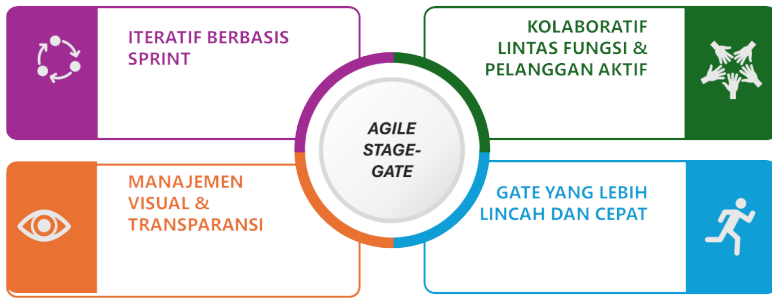 ITERATIF BERBASIS
SPRINT
KOLABORATIF
LINTAS FUNGSI &
PELANGGAN AKTIF
AGILE
STAGE-
GATE
MANAJEMEN
VISUAL &
TRANSPARANSI
GATE YANG LEBIH
LINCAH DAN CEPAT